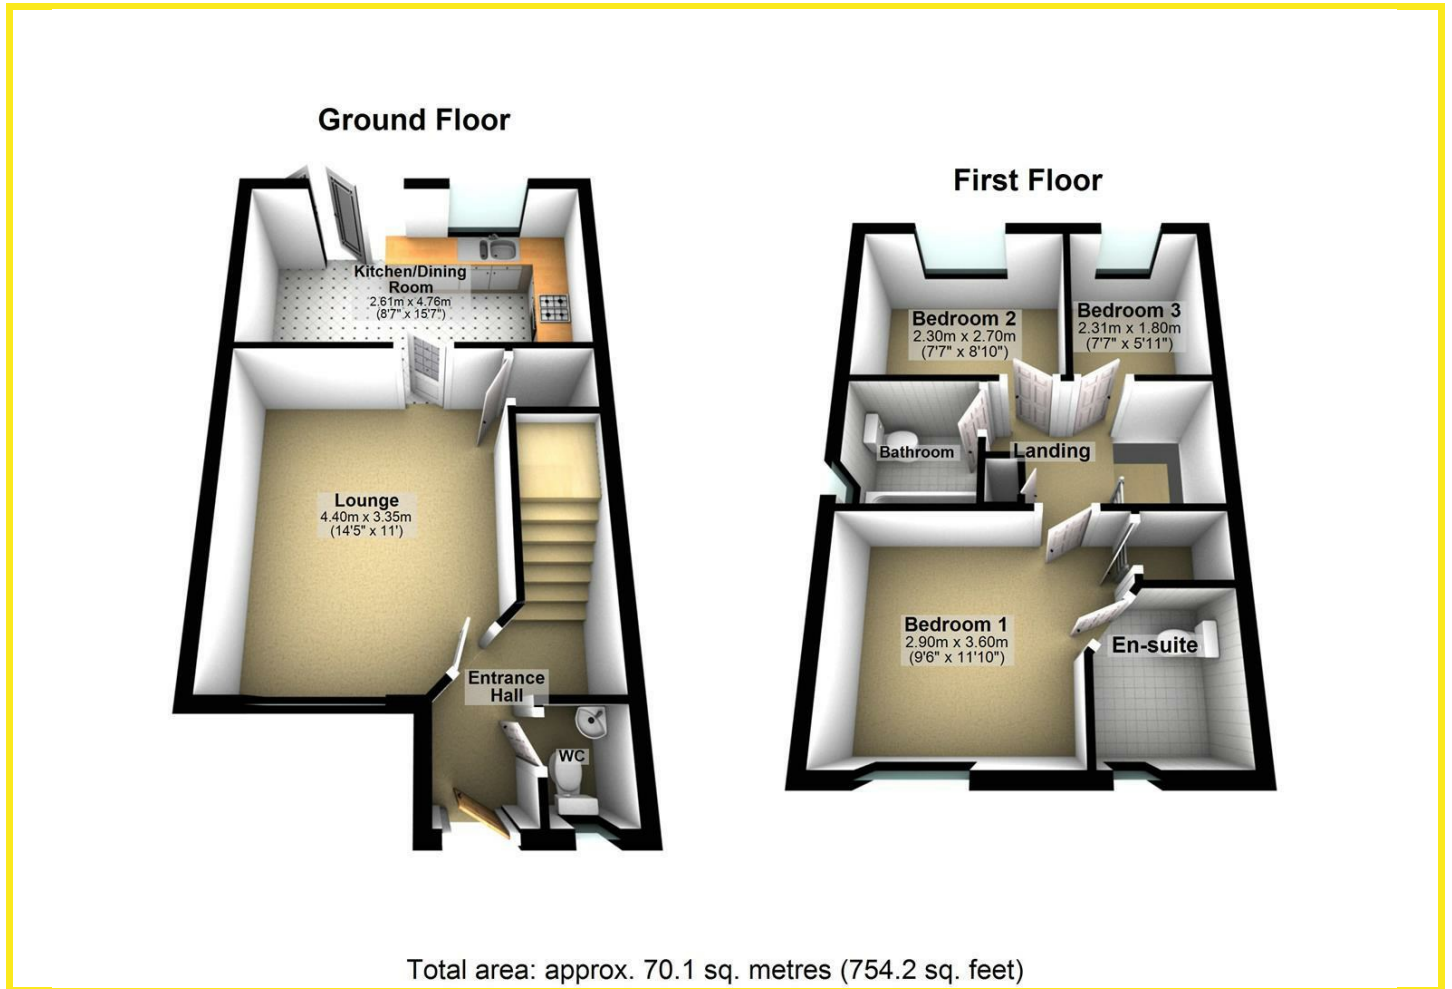 Ground Floor
Kitchen/Dining
Room
2.61m x 4.76m
(8'7" x 15'7")
Lounge
4.40m x 3.35m
(14'5" x 11')
Entrance
Hall
WC
First Floor
Bedroom 2
2.30m x 2.70m
(7'7" x 8'10")
Bedroom 3
2.31m x 1.80m
(7'7" x 5'11")
Bathroom
Landing
Bedroom 1
2.90m x 3.60m
(9'6" x 11'10")
En-suite
Total area: approx. 70.1 sq. metres (754.2 sq. feet)